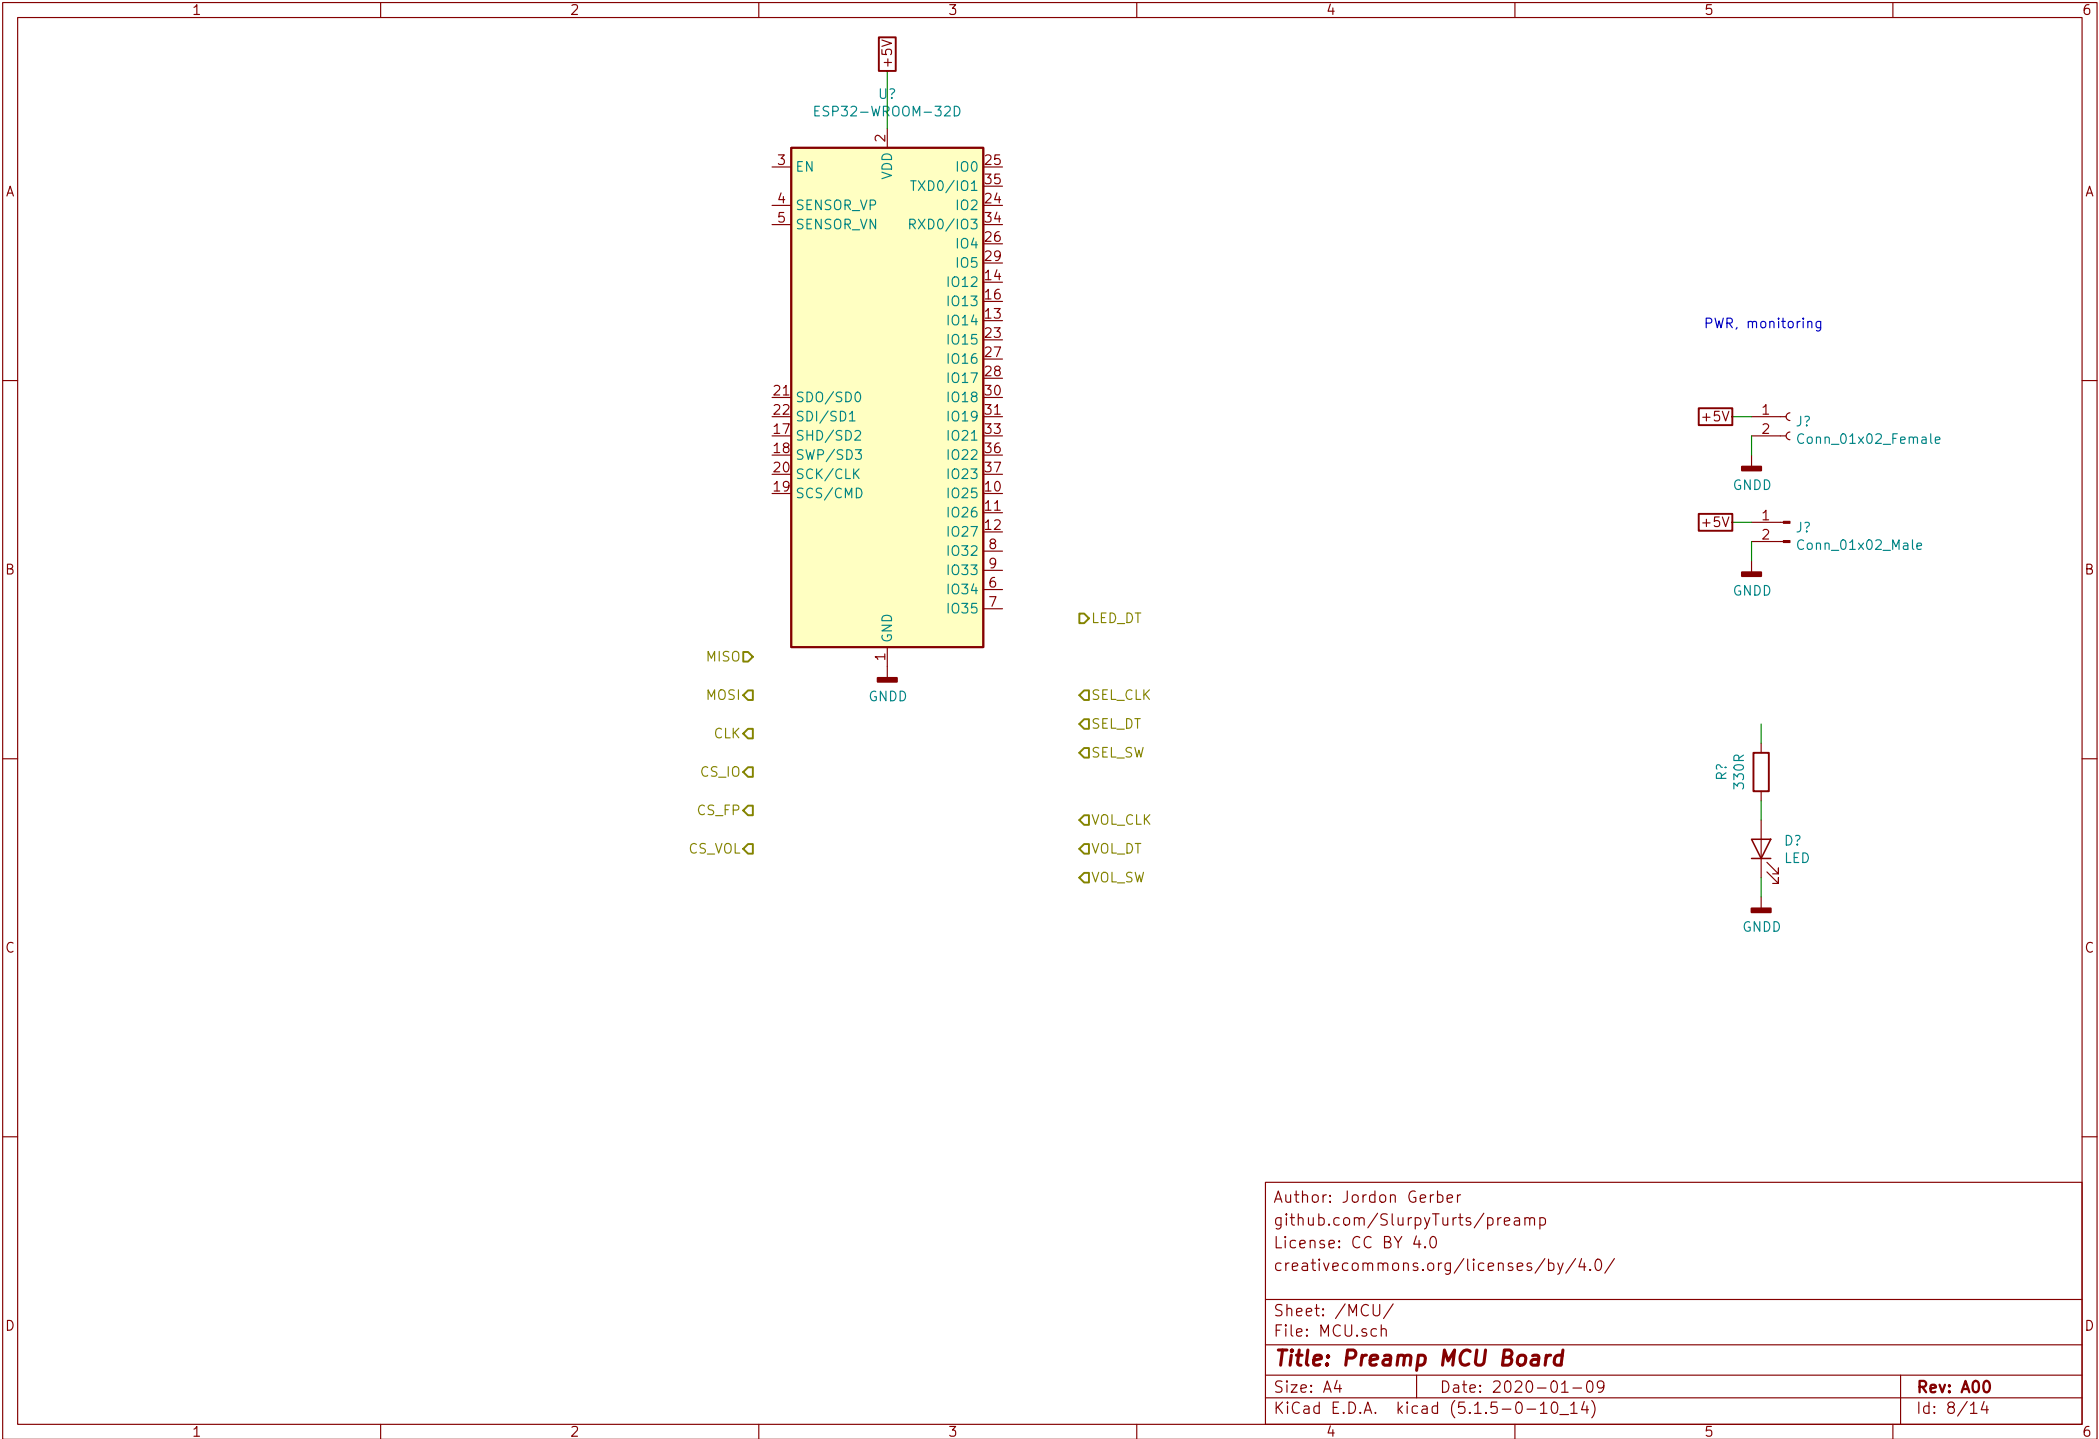 1 2 3 4 5 6
+5V
U?
ESP32-WROOM-32D
2
VDD
3 EN
4 SENSOR_VP
5 SENSOR_VN
21 SDO/SD0
22 SDI/SD1
17 SHD/SD2
18 SWP/SD3
20 SCK/CLK
19 SCS/CMD
IO0 25
TXD0/IO1 35
IO2 24
RXD0/IO3 34
IO4 26
IO5 29
IO12 14
IO13 16
IO14 13
IO15 23
IO16 27
IO17 28
IO18 30
IO19 31
IO21 33
IO22 36
IO23 37
IO25 10
IO26 11
IO27 12
IO32 8
IO33 9
IO34 6
IO35 7
GND
1
GNDD
MISO
MOSI
CLK
CS_IO
CS_FP
CS_VOL
LED_DT
SEL_CLK
SEL_DT
SEL_SW
VOL_CLK
VOL_DT
VOL_SW
PWR, monitoring
+5V 1
2
J?
Conn_01x02_Female
GNDD
+5V 1
2
J?
Conn_01x02_Male
GNDD
R?
330R
D?
LED
GNDD
A A
B B
C C
D D
Author: Jordon Gerber
github.com/SlurpyTurts/preamp
License: CC BY 4.0
creativecommons.org/licenses/by/4.0/
Sheet: /MCU/
File: MCU.sch
Title: Preamp MCU Board
Size: A4 Date: 2020-01-09 Rev: A00
KiCad E.D.A. kicad (5.1.5-0-10_14) Id: 8/14
1 2 3 4 5 6